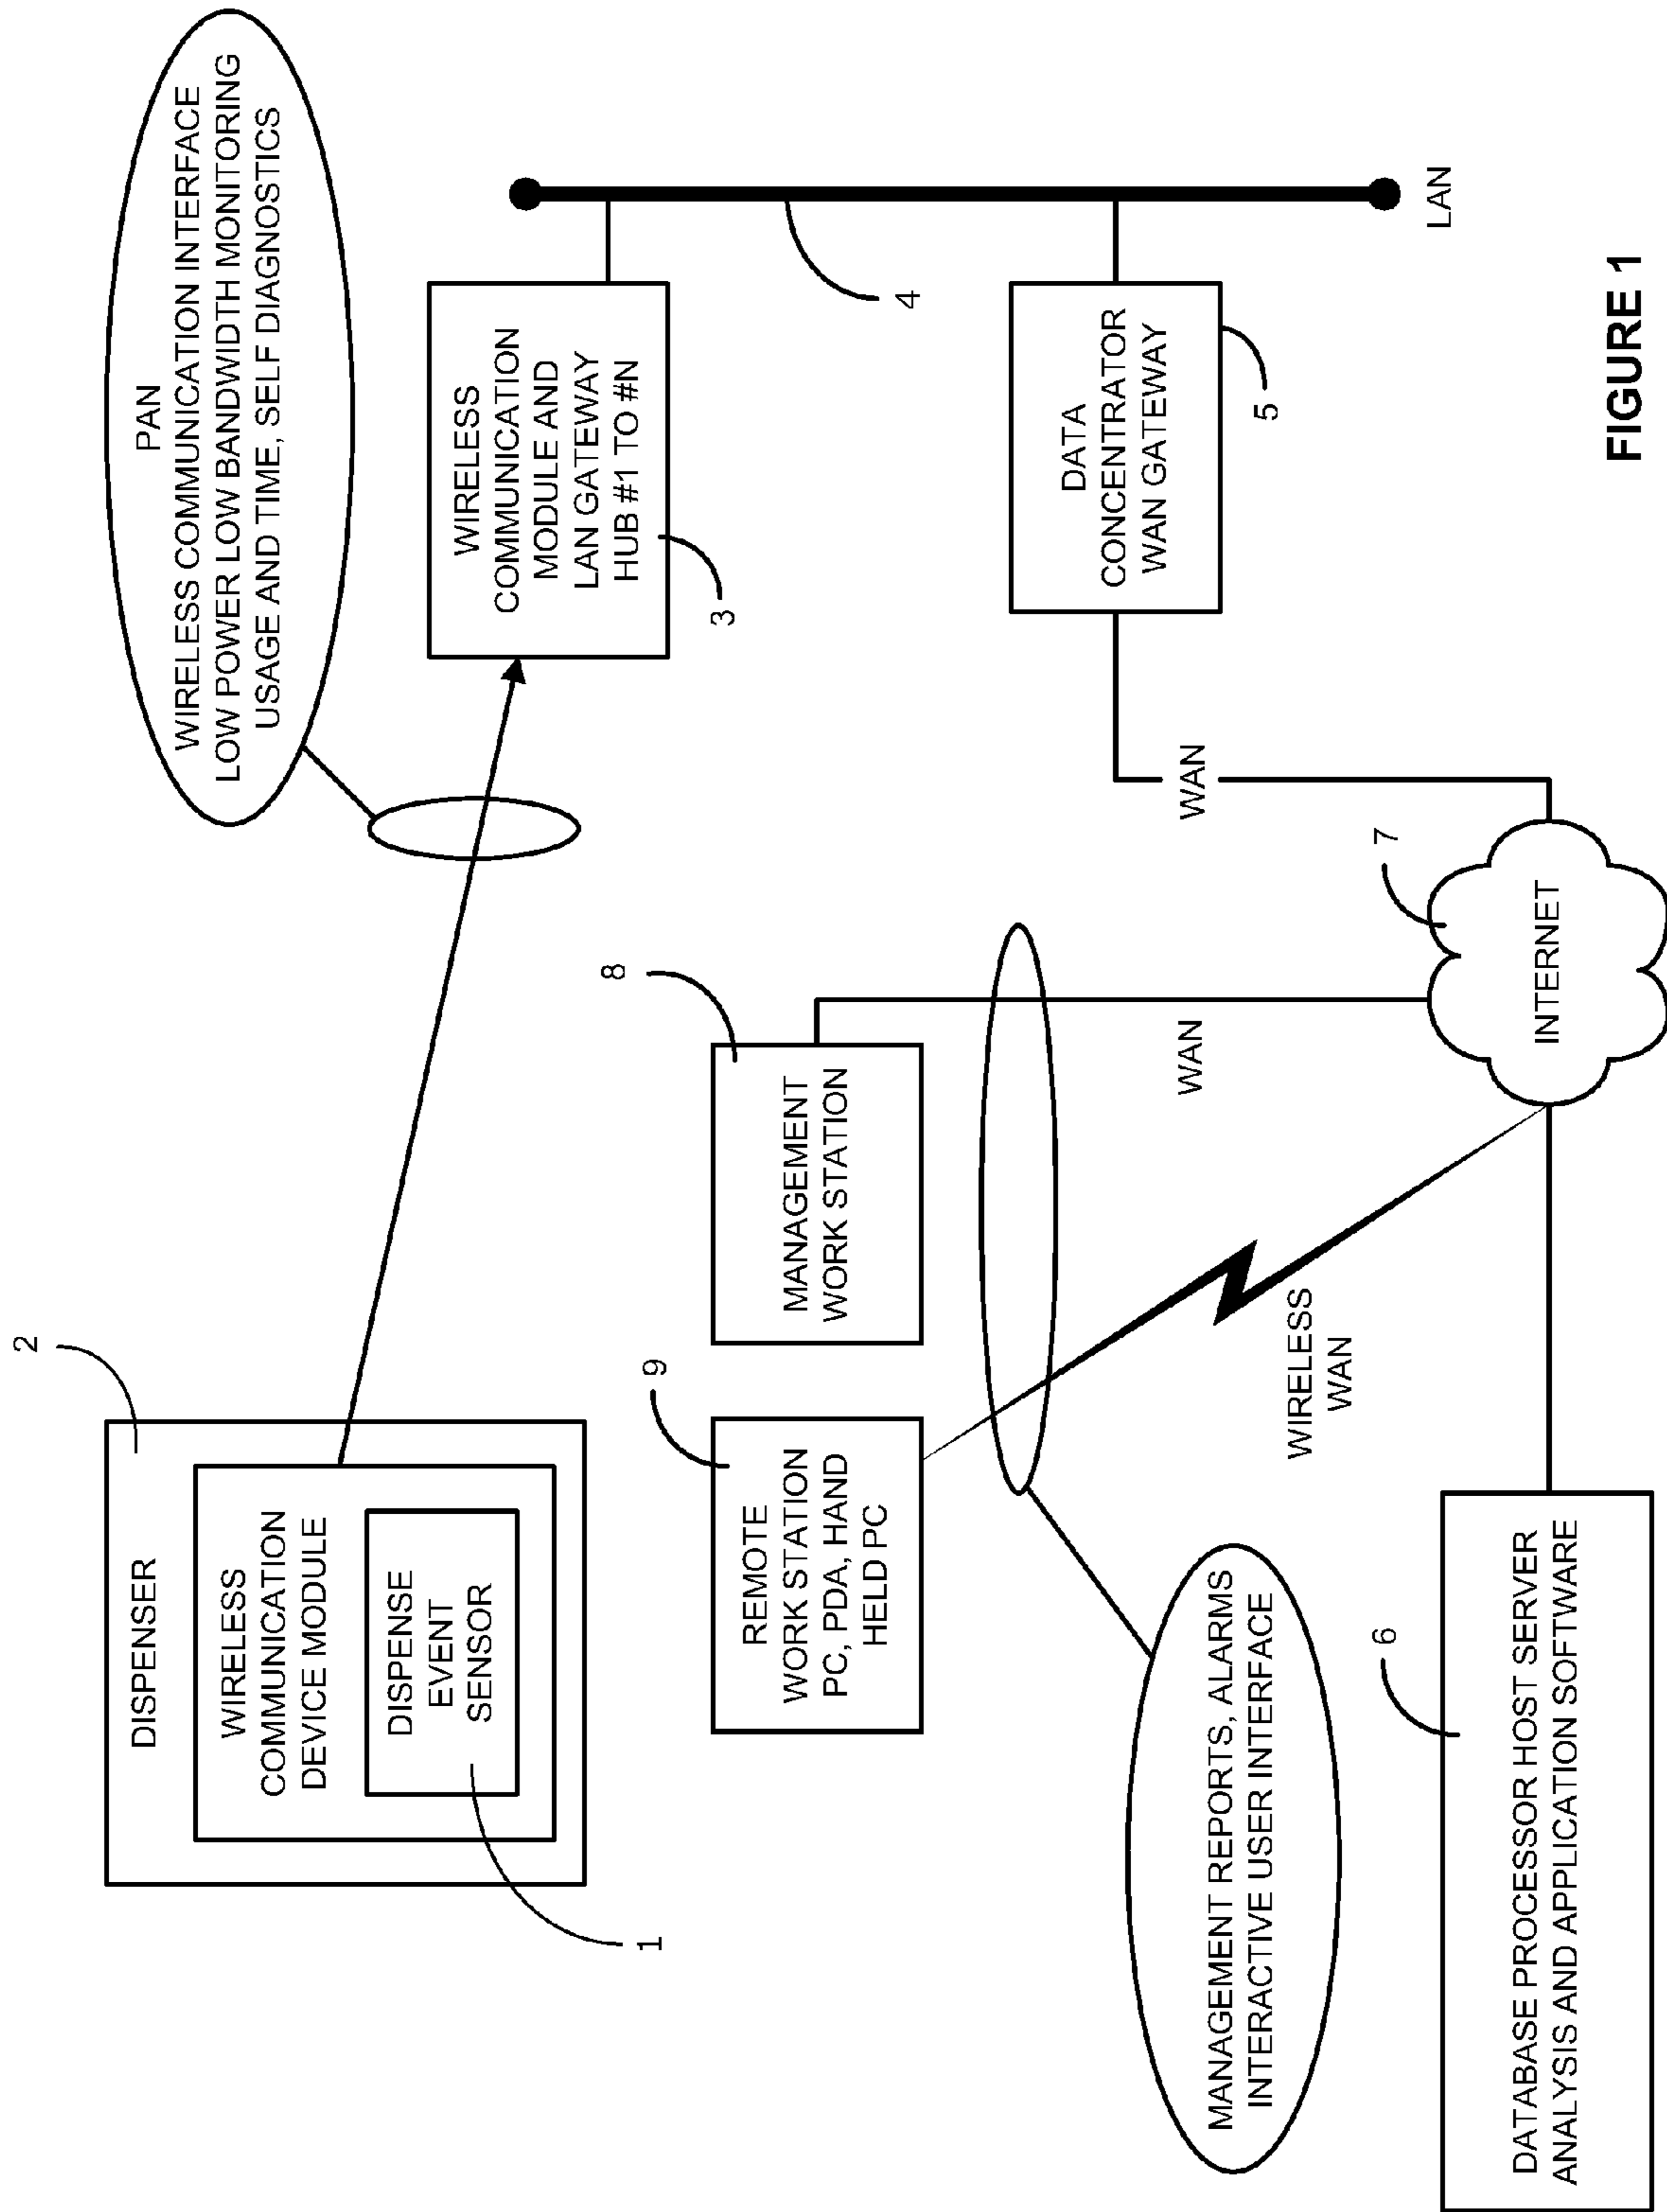 2
DISPENSER
WIRELESS
COMMUNICATION
DEVICE MODULE
DISPENSE
EVENT
SENSOR
1
PAN
WIRELESS COMMUNICATION INTERFACE
LOW POWER LOW BANDWIDTH MONITORING
USAGE AND TIME, SELF DIAGNOSTICS
WIRELESS
COMMUNICATION
MODULE AND
LAN GATEWAY
HUB #1 TO #N
3
4
LAN
8
MANAGEMENT
WORK STATION
9
REMOTE
WORK STATION
PC, PDA, HAND
HELD PC
DATA
CONCENTRATOR
WAN GATEWAY
5
WAN
WAN
WIRELESS
WAN
MANAGEMENT REPORTS, ALARMS
INTERACTIVE USER INTERFACE
7
INTERNET
6
DATABASE PROCESSOR HOST SERVER
ANALYSIS AND APPLICATION SOFTWARE
FIGURE 1